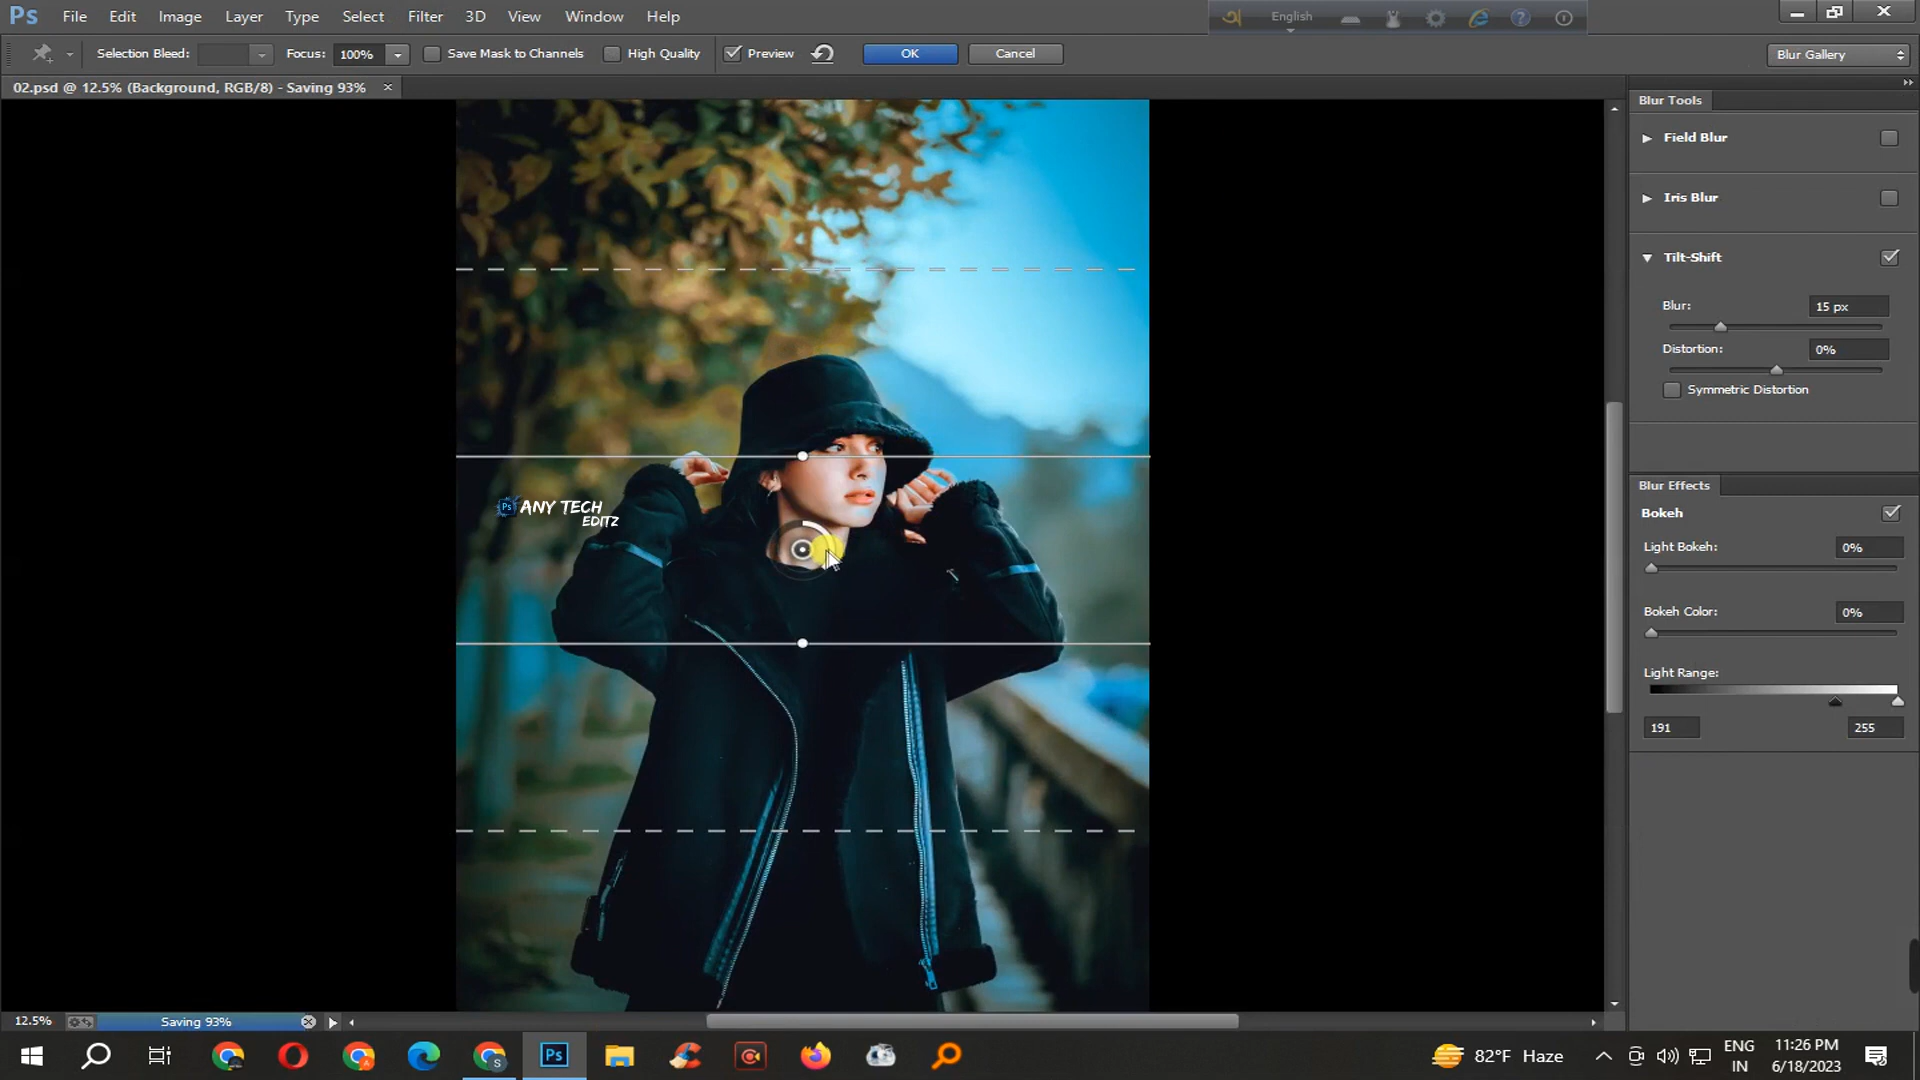 Ps File Edit Image Layer Type Select Filter 3D View Window Help
English
Selection Bleed: Focus: 100% Save Mask to Channels High Quality Preview OK Cancel Blur Gallery
02.psd @ 12.5% (Background, RGB/8) - Saving 93%
Blur Tools
Field Blur
Iris Blur
Tilt-Shift
Blur: 15 px
Distortion: 0%
Symmetric Distortion
Blur Effects
Bokeh
Light Bokeh: 0%
Bokeh Color: 0%
Light Range:
191 255
Ps ANY TECH
EDITZ
12.5% Saving 93%
Ps
S
82°F Haze
ENG
IN
11:26 PM
6/18/2023